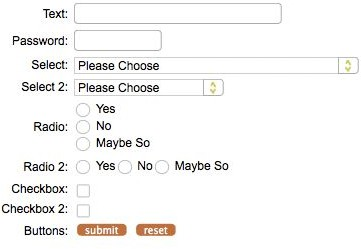 Text:
Password:
Select: Please Choose
Select 2: Please Choose
Yes
Radio: No
Maybe So
Radio 2: Yes No Maybe So
Checkbox:
Checkbox 2:
Buttons: submit reset